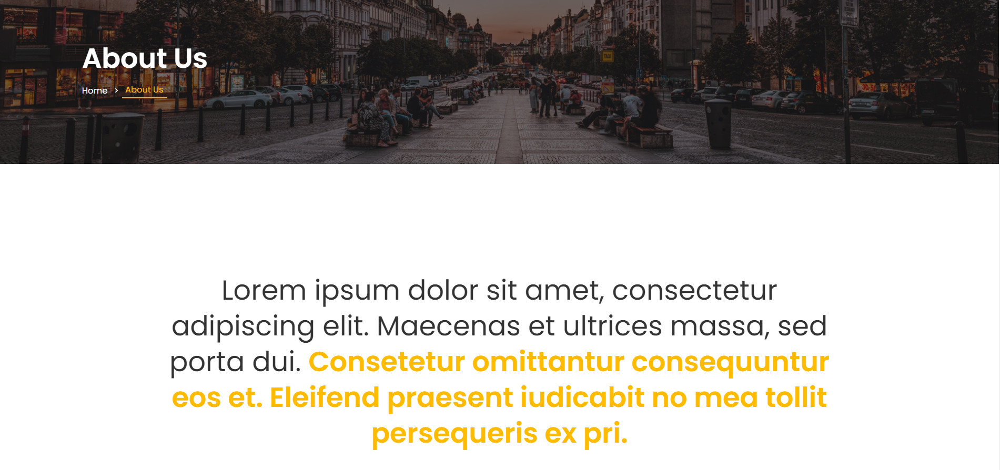 About Us
Home > About Us
TAXI
Lorem ipsum dolor sit amet, consectetur
adipiscing elit. Maecenas et ultrices massa, sed
porta dui. Consetetur omittantur consequuntur
eos et. Eleifend praesent iudicabit no mea tollit
persequeris ex pri.